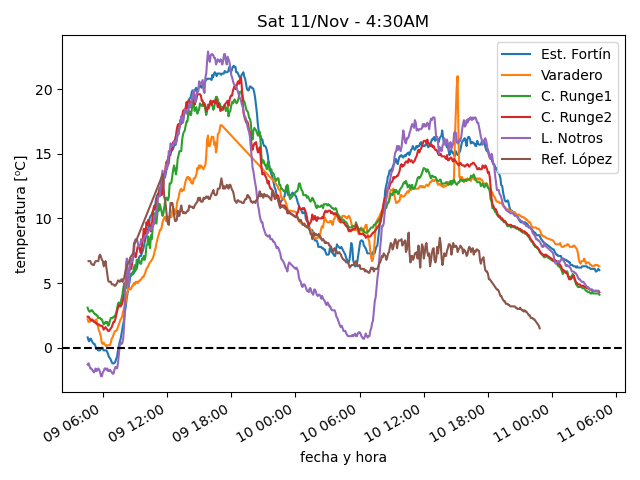 Sat 11/Nov - 4:30AM
Est. Fortín
Varadero
C. Runge1
C. Runge2
L. Notros
Ref. López
temperatura [ºC]
20
15
10
5
0
09 06:00
09 12:00
09 18:00
10 00:00
10 06:00
10 12:00
10 18:00
11 00:00
11 06:00
fecha y hora